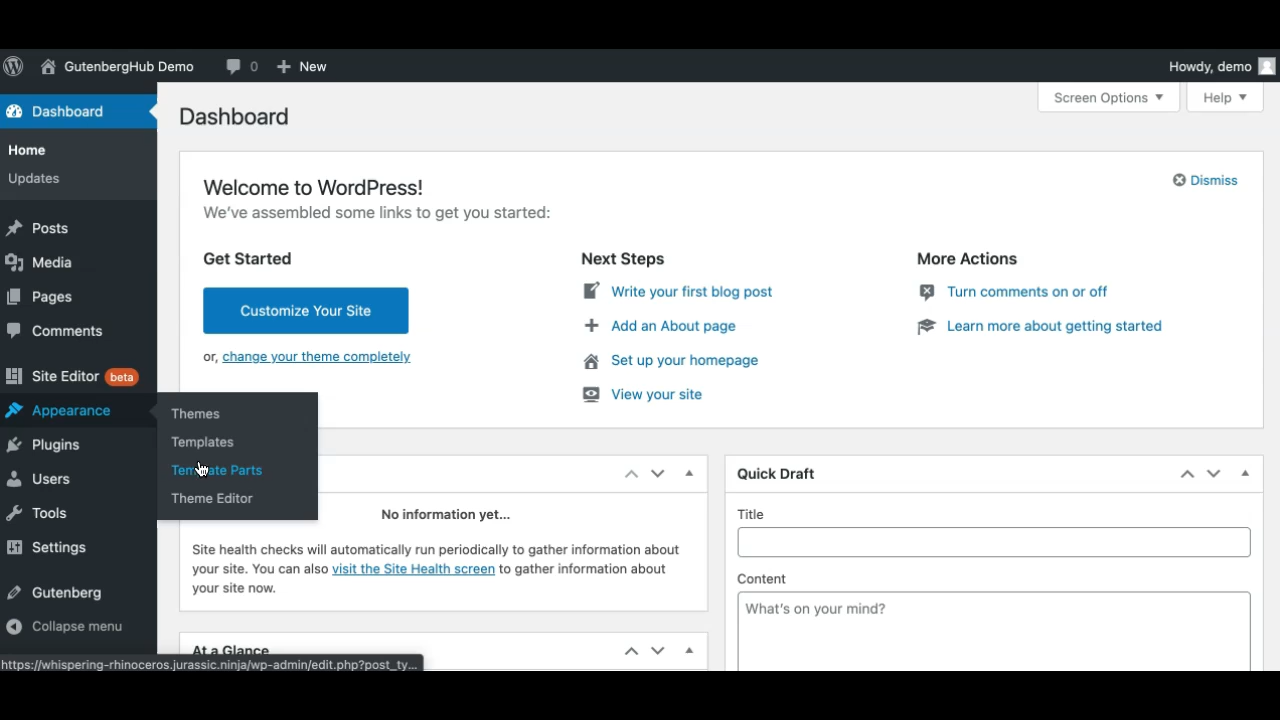 GutenbergHub Demo 0 New Howdy, demo
Dashboard
Home
Updates
Posts
Media
Pages
Comments
Site Editor beta
Appearance
Plugins
Users
Tools
Settings
Gutenberg
Collapse menu
Themes
Templates
Template Parts
Theme Editor
Screen Options Help
Dashboard
Dismiss
Welcome to WordPress!
We've assembled some links to get you started:
Get Started
Customize Your Site
or, change your theme completely
Next Steps
Write your first blog post
Add an About page
Set up your homepage
View your site
More Actions
Turn comments on or off
Learn more about getting started
No information yet...
Site health checks will automatically run periodically to gather information about
your site. You can also visit the Site Health screen to gather information about
your site now.
At a Glance
Quick Draft
Title
Content
What's on your mind?
https://whispering-rhinoceros.jurassic.ninja/wp-admin/edit.php?post_ty...